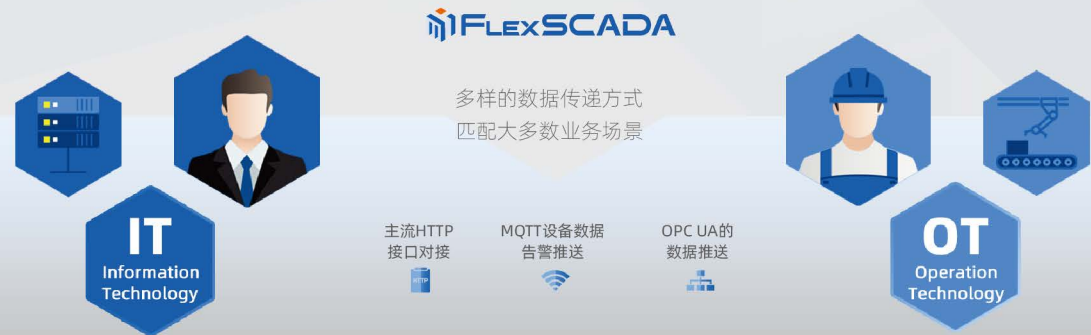 FLEXSCADA
多样的数据传递方式
匹配大多数业务场景
IT
Information
Technology
主流HTTP
接口对接
HTTP
MQTT设备数据
告警推送
OPC UA的
数据推送
OT
Operation
Technology